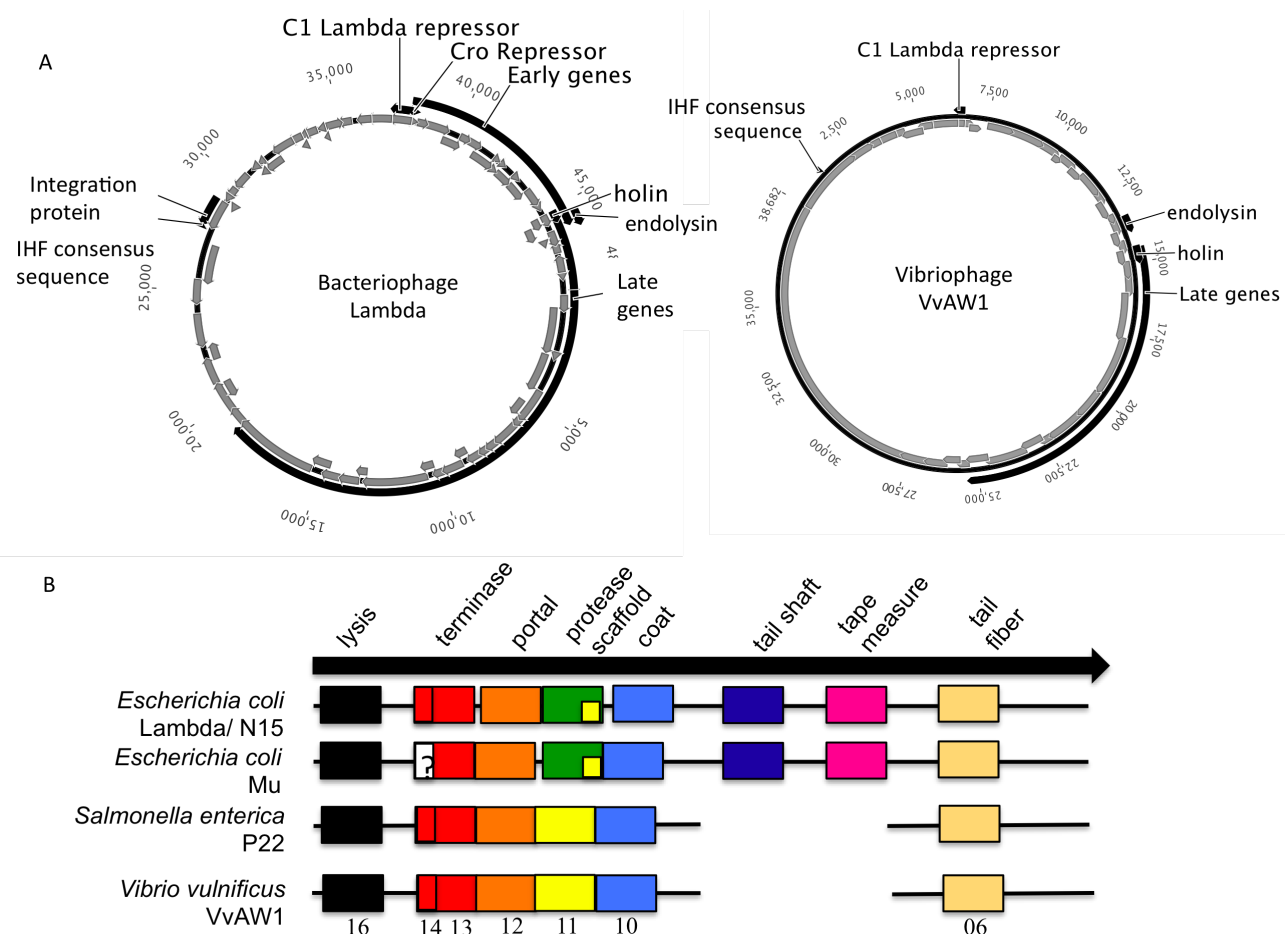 A
C1 Lambda repressor
Cro Repressor
Early genes
35,000
40,000
30,000
45,000
holin
endolysin
Integration
protein
IHF consensus
sequence
25,000
Bacteriophage
Lambda
Late
genes
5,000
20,000
15,000
10,000
C1 Lambda repressor
IHF consensus
sequence
5,000
7,500
2,500
10,000
12,500
38,682
endolysin
15,000
holin
Vibriophage
VvAW1
Late genes
35,000
17,500
32,500
20,000
30,000
22,500
27,500
25,000
B
lysis
terminase
portal
protease
scaffold
coat
tail shaft
tape
measure
tail
fiber
Escherichia coli
Lambda/ N15
Escherichia coli
Mu
?
Salmonella enterica
P22
Vibrio vulnificus
VvAW1
16 14 13 12 11 10 06